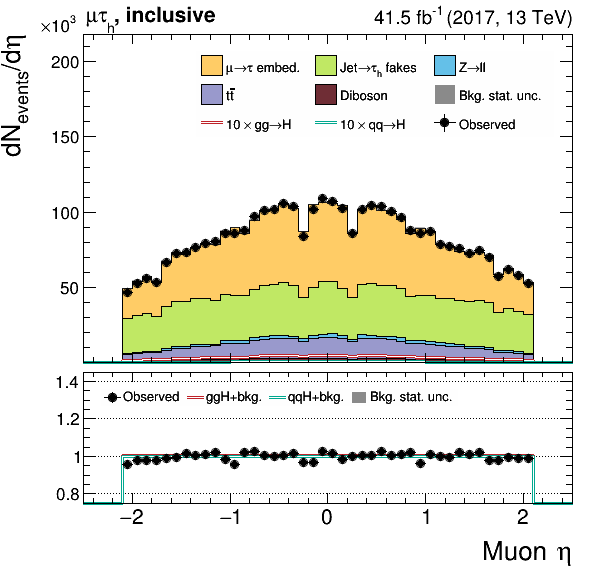 μτₕ, inclusive 41.5 fb⁻¹ (2017, 13 TeV)
×10³
dN_events/dη
200
150
100
50
μ→τ embed. Jet→τₕ fakes Z→ll
tt̄ Diboson Bkg. stat. unc.
10 × gg→H 10 × qq→H Observed
1.4
1.2
1
0.8
Observed ggH+bkg. qqH+bkg. Bkg. stat. unc.
−2 −1 0 1 2
Muon η